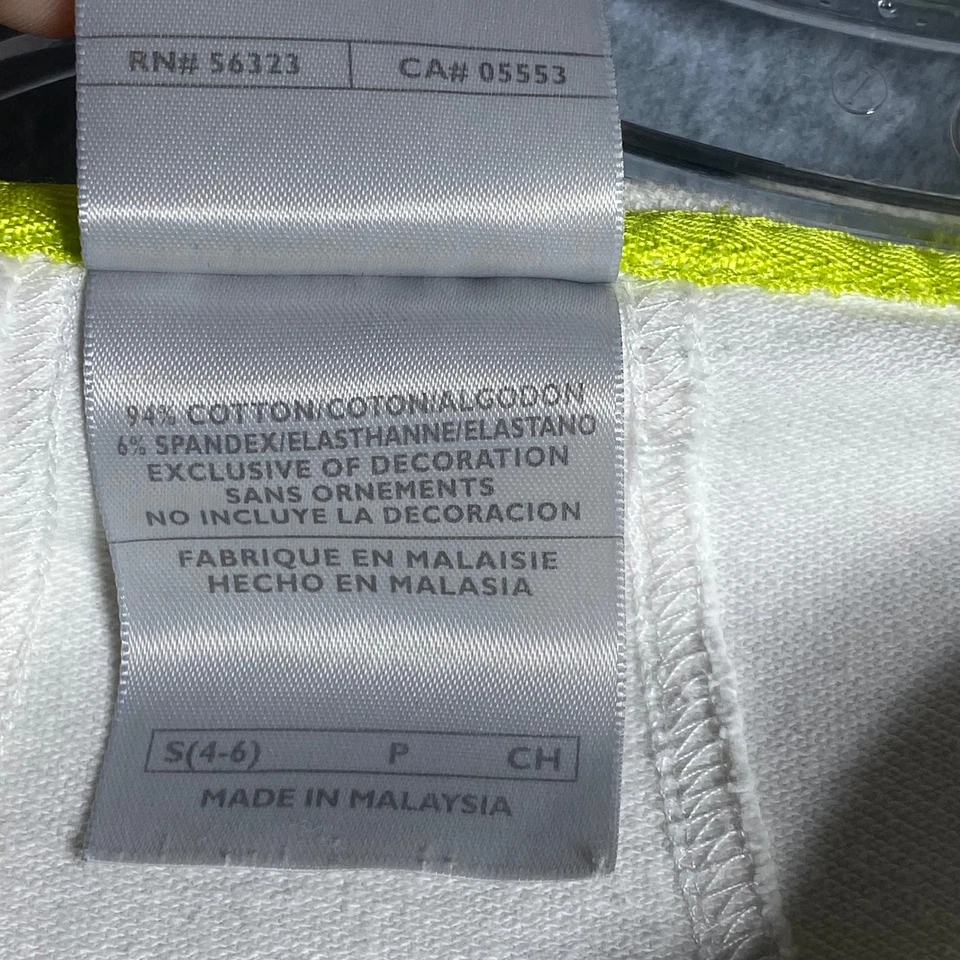 RN# 56323 CA# 05553
94% COTTON/COTON/ALGODON
6% SPANDEX/ELASTHANNE/ELASTANO
EXCLUSIVE OF DECORATION
SANS ORNEMENTS
NO INCLUYE LA DECORACION
FABRIQUE EN MALAISIE
HECHO EN MALASIA
S(4-6) P CH
MADE IN MALAYSIA